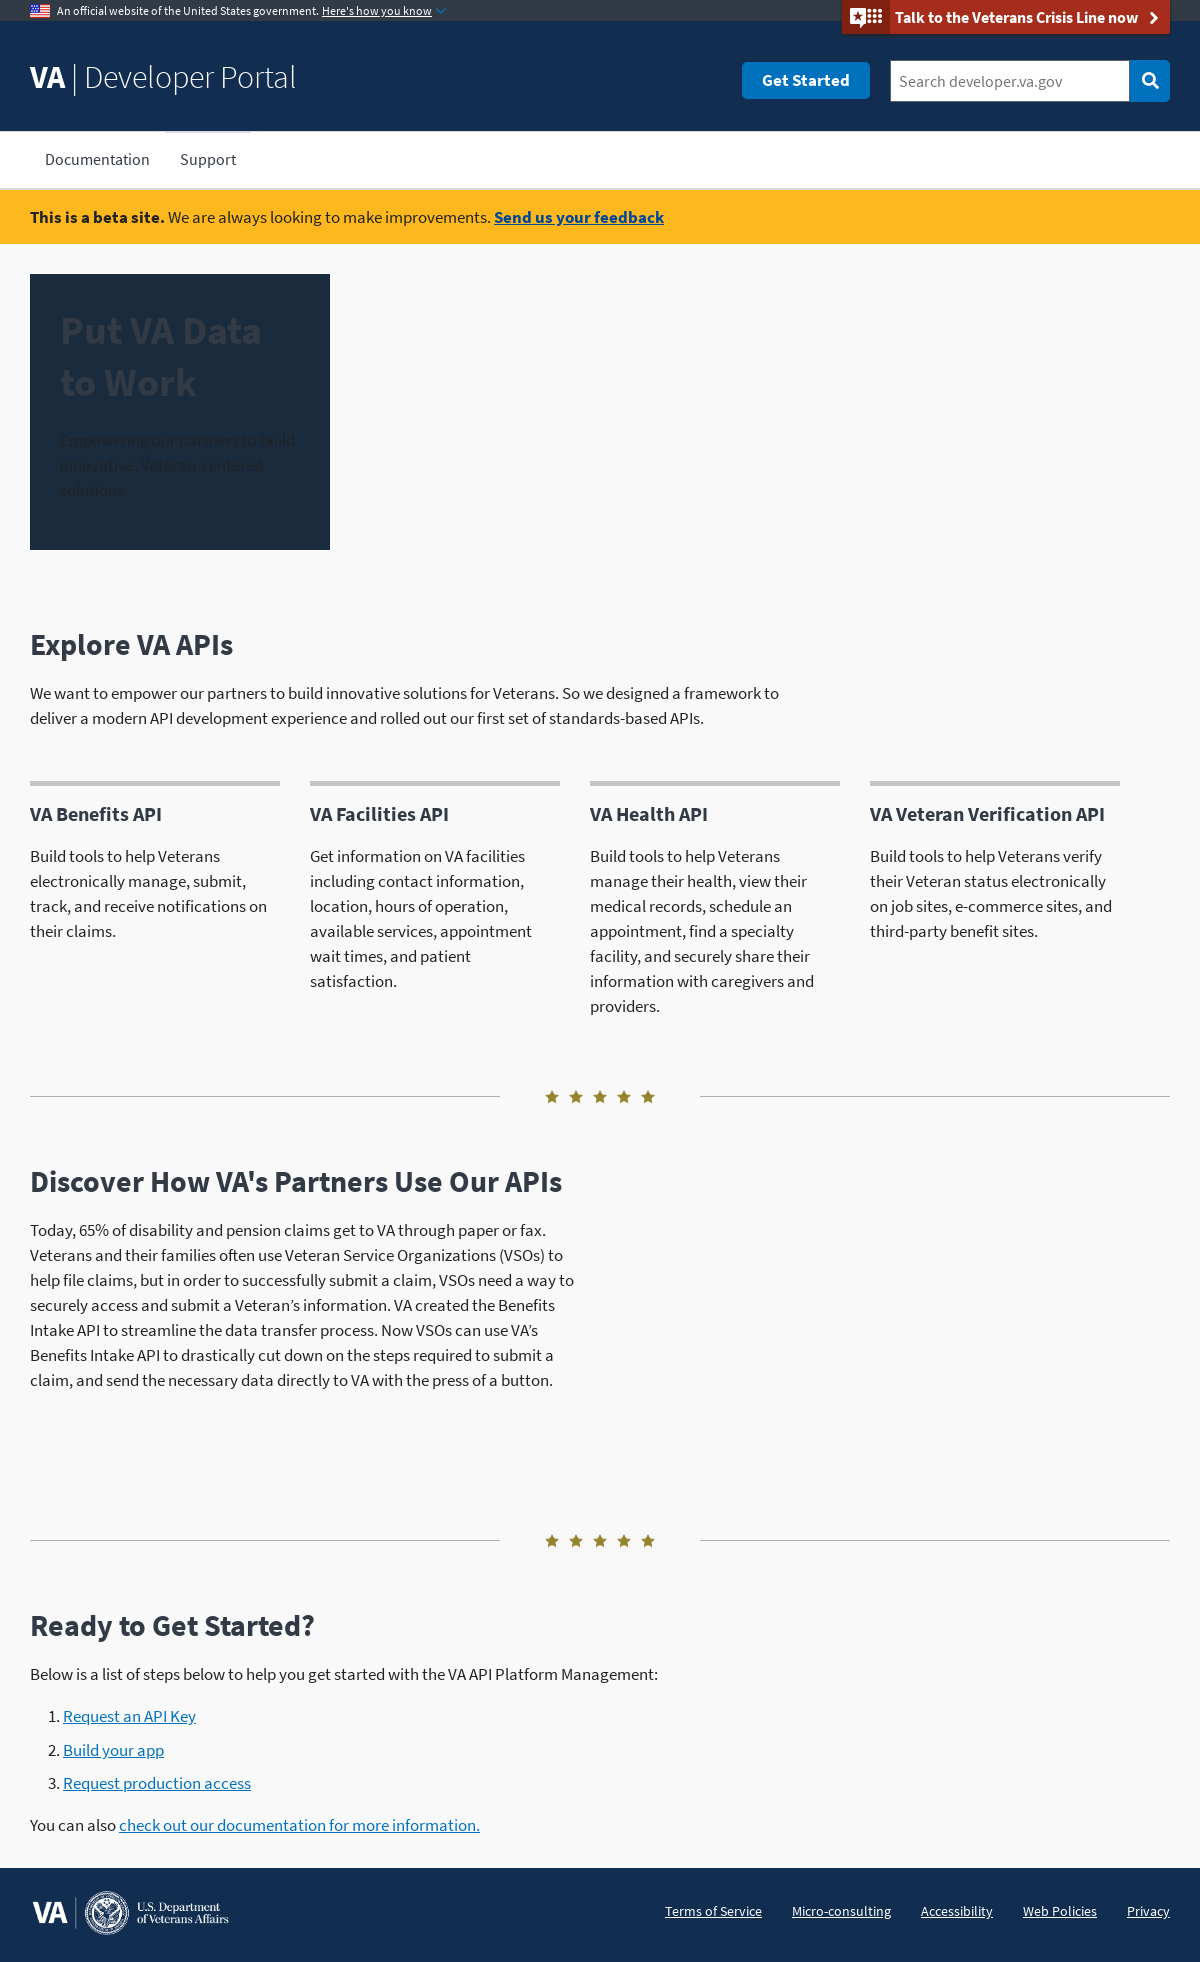 An official website of the United States government. Here's how you know
Talk to the Veterans Crisis Line now
VA | Developer Portal
Get Started
Search developer.va.gov
Documentation
Support
This is a beta site. We are always looking to make improvements. Send us your feedback
Put VA Data
to Work
Empowering our partners to build
innovative, Veteran-centered
solutions.
Explore VA APIs
We want to empower our partners to build innovative solutions for Veterans. So we designed a framework to
deliver a modern API development experience and rolled out our first set of standards-based APIs.
VA Benefits API
Build tools to help Veterans
electronically manage, submit,
track, and receive notifications on
their claims.
VA Facilities API
Get information on VA facilities
including contact information,
location, hours of operation,
available services, appointment
wait times, and patient
satisfaction.
VA Health API
Build tools to help Veterans
manage their health, view their
medical records, schedule an
appointment, find a specialty
facility, and securely share their
information with caregivers and
providers.
VA Veteran Verification API
Build tools to help Veterans verify
their Veteran status electronically
on job sites, e-commerce sites, and
third-party benefit sites.
Discover How VA's Partners Use Our APIs
Today, 65% of disability and pension claims get to VA through paper or fax.
Veterans and their families often use Veteran Service Organizations (VSOs) to
help file claims, but in order to successfully submit a claim, VSOs need a way to
securely access and submit a Veteran’s information. VA created the Benefits
Intake API to streamline the data transfer process. Now VSOs can use VA’s
Benefits Intake API to drastically cut down on the steps required to submit a
claim, and send the necessary data directly to VA with the press of a button.
Ready to Get Started?
Below is a list of steps below to help you get started with the VA API Platform Management:
1. Request an API Key
2. Build your app
3. Request production access
You can also check out our documentation for more information.
VA
U.S. Department
of Veterans Affairs
Terms of Service
Micro-consulting
Accessibility
Web Policies
Privacy